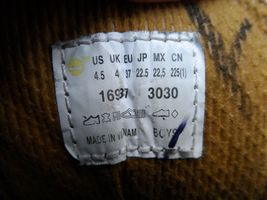 US UK EU JP MX CN
4.5 4 37 22.5 22,5 225(1)
1697 3030
MADE IN VIETNAM BOYS